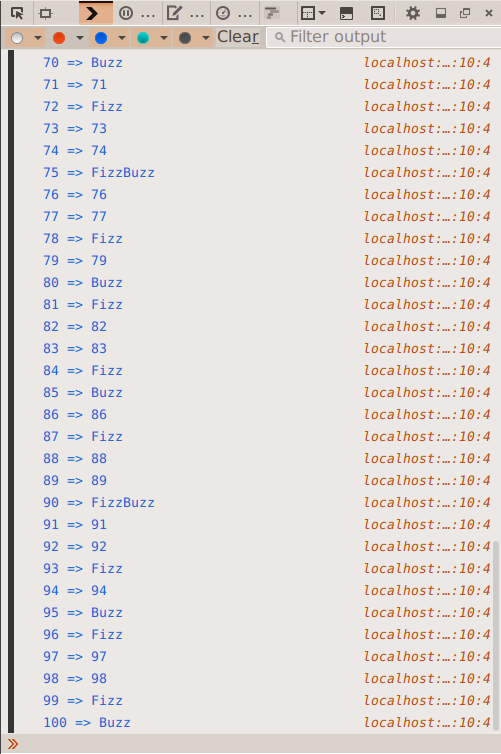 ... ... ...
Clear Filter output
70 => Buzz localhost:…:10:4
71 => 71 localhost:…:10:4
72 => Fizz localhost:…:10:4
73 => 73 localhost:…:10:4
74 => 74 localhost:…:10:4
75 => FizzBuzz localhost:…:10:4
76 => 76 localhost:…:10:4
77 => 77 localhost:…:10:4
78 => Fizz localhost:…:10:4
79 => 79 localhost:…:10:4
80 => Buzz localhost:…:10:4
81 => Fizz localhost:…:10:4
82 => 82 localhost:…:10:4
83 => 83 localhost:…:10:4
84 => Fizz localhost:…:10:4
85 => Buzz localhost:…:10:4
86 => 86 localhost:…:10:4
87 => Fizz localhost:…:10:4
88 => 88 localhost:…:10:4
89 => 89 localhost:…:10:4
90 => FizzBuzz localhost:…:10:4
91 => 91 localhost:…:10:4
92 => 92 localhost:…:10:4
93 => Fizz localhost:…:10:4
94 => 94 localhost:…:10:4
95 => Buzz localhost:…:10:4
96 => Fizz localhost:…:10:4
97 => 97 localhost:…:10:4
98 => 98 localhost:…:10:4
99 => Fizz localhost:…:10:4
100 => Buzz localhost:…:10:4
»